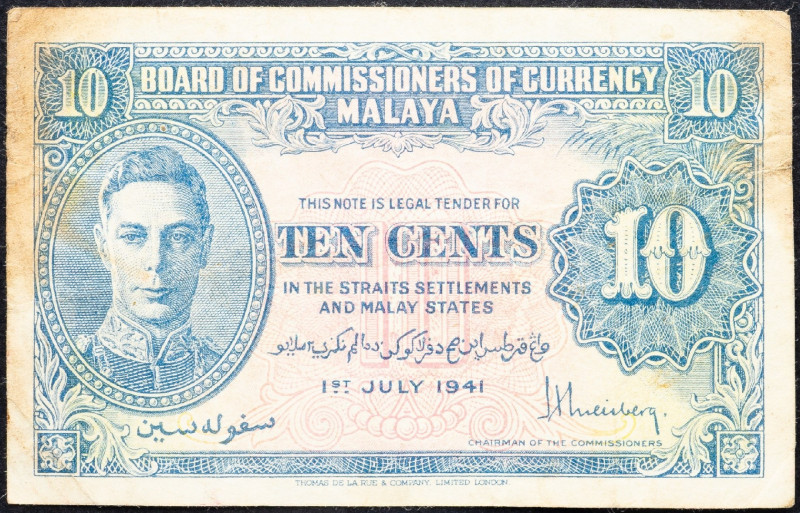 10 BOARD OF COMMISSIONERS OF CURRENCY 10
MALAYA
THIS NOTE IS LEGAL TENDER FOR
TEN CENTS
10
IN THE STRAITS SETTLEMENTS
AND MALAY STATES
1ST JULY 1941
سڤوله سين
CHAIRMAN OF THE COMMISSIONERS
THOMAS DE LA RUE & COMPANY, LIMITED LONDON